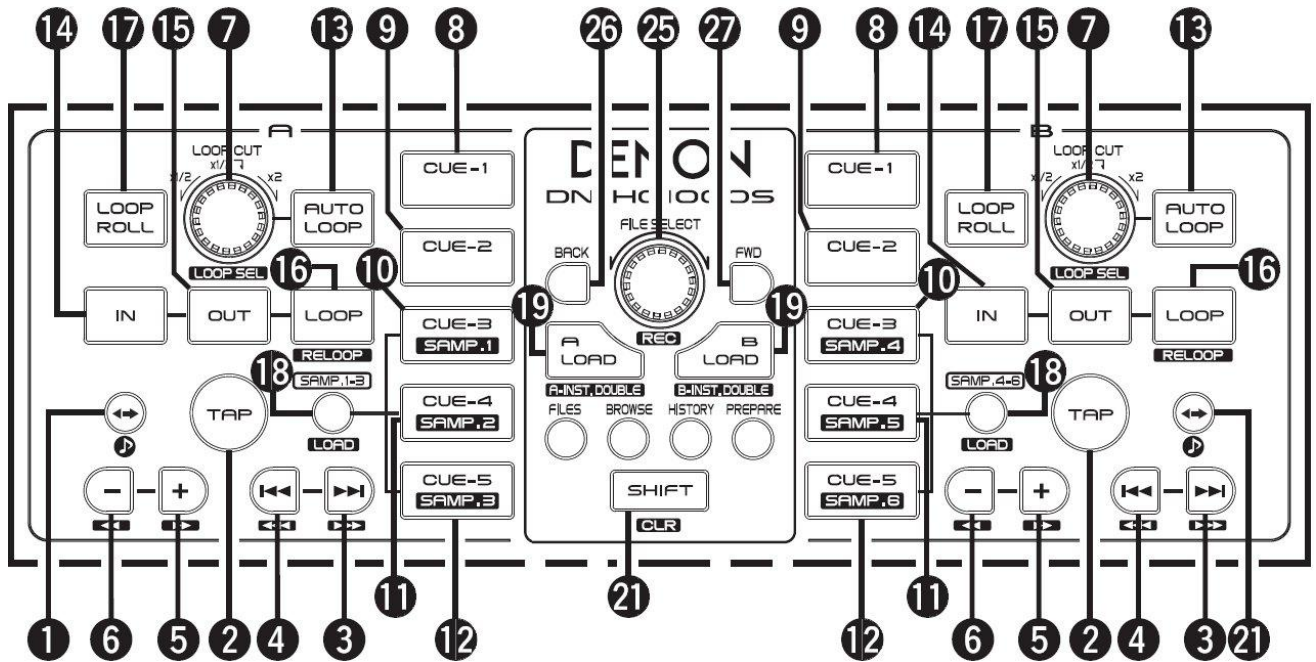 14 17 15 7 13 9 8 26 25 27 9 8 14 17 15 7 13
A
B
LOOP CUT
x1/2
x1/2 x2
LOOP ROLL
AUTO LOOP
LOOP SEL
16
IN
OUT
LOOP
RELOOP
18
SAMP.1-3
TAP
LOAD
1
− +
CUE-1
CUE-2
10
CUE-3
SAMP.1
CUE-4
SAMP.2
CUE-5
SAMP.3
DENON
FILE SELECT
BACK
FWD
REC
19
19
A LOAD
B LOAD
A-INST,DOUBLE
B-INST,DOUBLE
FILES BROWSE HISTORY PREPARE
SHIFT
CLR
CUE-1
CUE-2
10
CUE-3
SAMP.4
CUE-4
SAMP.5
CUE-5
SAMP.6
LOOP CUT
x1/2
x1/2 x2
LOOP ROLL
AUTO LOOP
LOOP SEL
16
IN
OUT
LOOP
RELOOP
SAMP.4-6
18
LOAD
TAP
− +
1 6 5 2 4 3 11 12 21 12 11 6 5 2 4 3 21